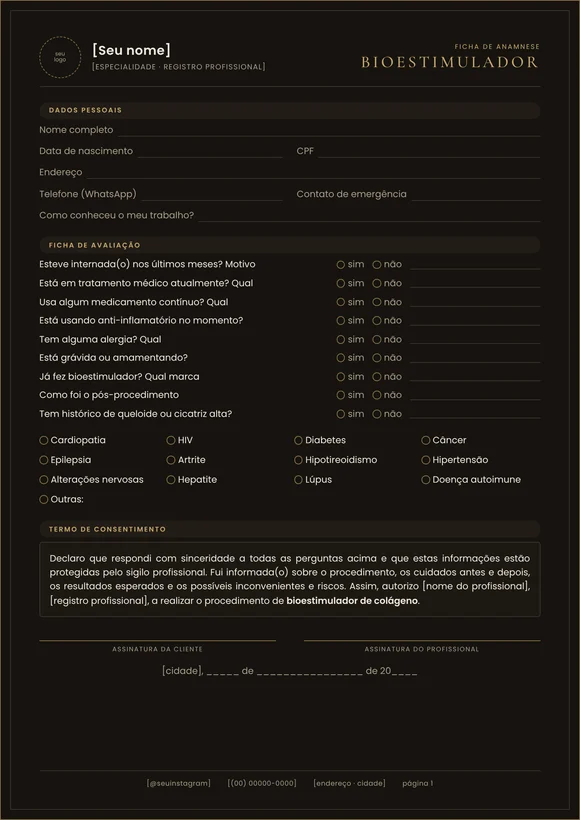 seu
logo
[Seu nome]
[ESPECIALIDADE · REGISTRO PROFISSIONAL]
FICHA DE ANAMNESE
BIOESTIMULADOR
DADOS PESSOAIS
Nome completo
Data de nascimento CPF
Endereço
Telefone (WhatsApp) Contato de emergência
Como conheceu o meu trabalho?
FICHA DE AVALIAÇÃO
Esteve internada(o) nos últimos meses? Motivo sim não
Está em tratamento médico atualmente? Qual sim não
Usa algum medicamento contínuo? Qual sim não
Está usando anti-inflamatório no momento? sim não
Tem alguma alergia? Qual sim não
Está grávida ou amamentando? sim não
Já fez bioestimulador? Qual marca sim não
Como foi o pós-procedimento sim não
Tem histórico de queloide ou cicatriz alta? sim não
Cardiopatia HIV Diabetes Câncer
Epilepsia Artrite Hipotireoidismo Hipertensão
Alterações nervosas Hepatite Lúpus Doença autoimune
Outras:
TERMO DE CONSENTIMENTO
Declaro que respondi com sinceridade a todas as perguntas acima e que estas informações estão
protegidas pelo sigilo profissional. Fui informada(o) sobre o procedimento, os cuidados antes e depois,
os resultados esperados e os possíveis inconvenientes e riscos. Assim, autorizo [nome do profissional],
[registro profissional], a realizar o procedimento de bioestimulador de colágeno.
ASSINATURA DA CLIENTE ASSINATURA DO PROFISSIONAL
[cidade], _____ de ________________ de 20____
[@seuinstagram] [(00) 00000-0000] [endereço · cidade] página 1